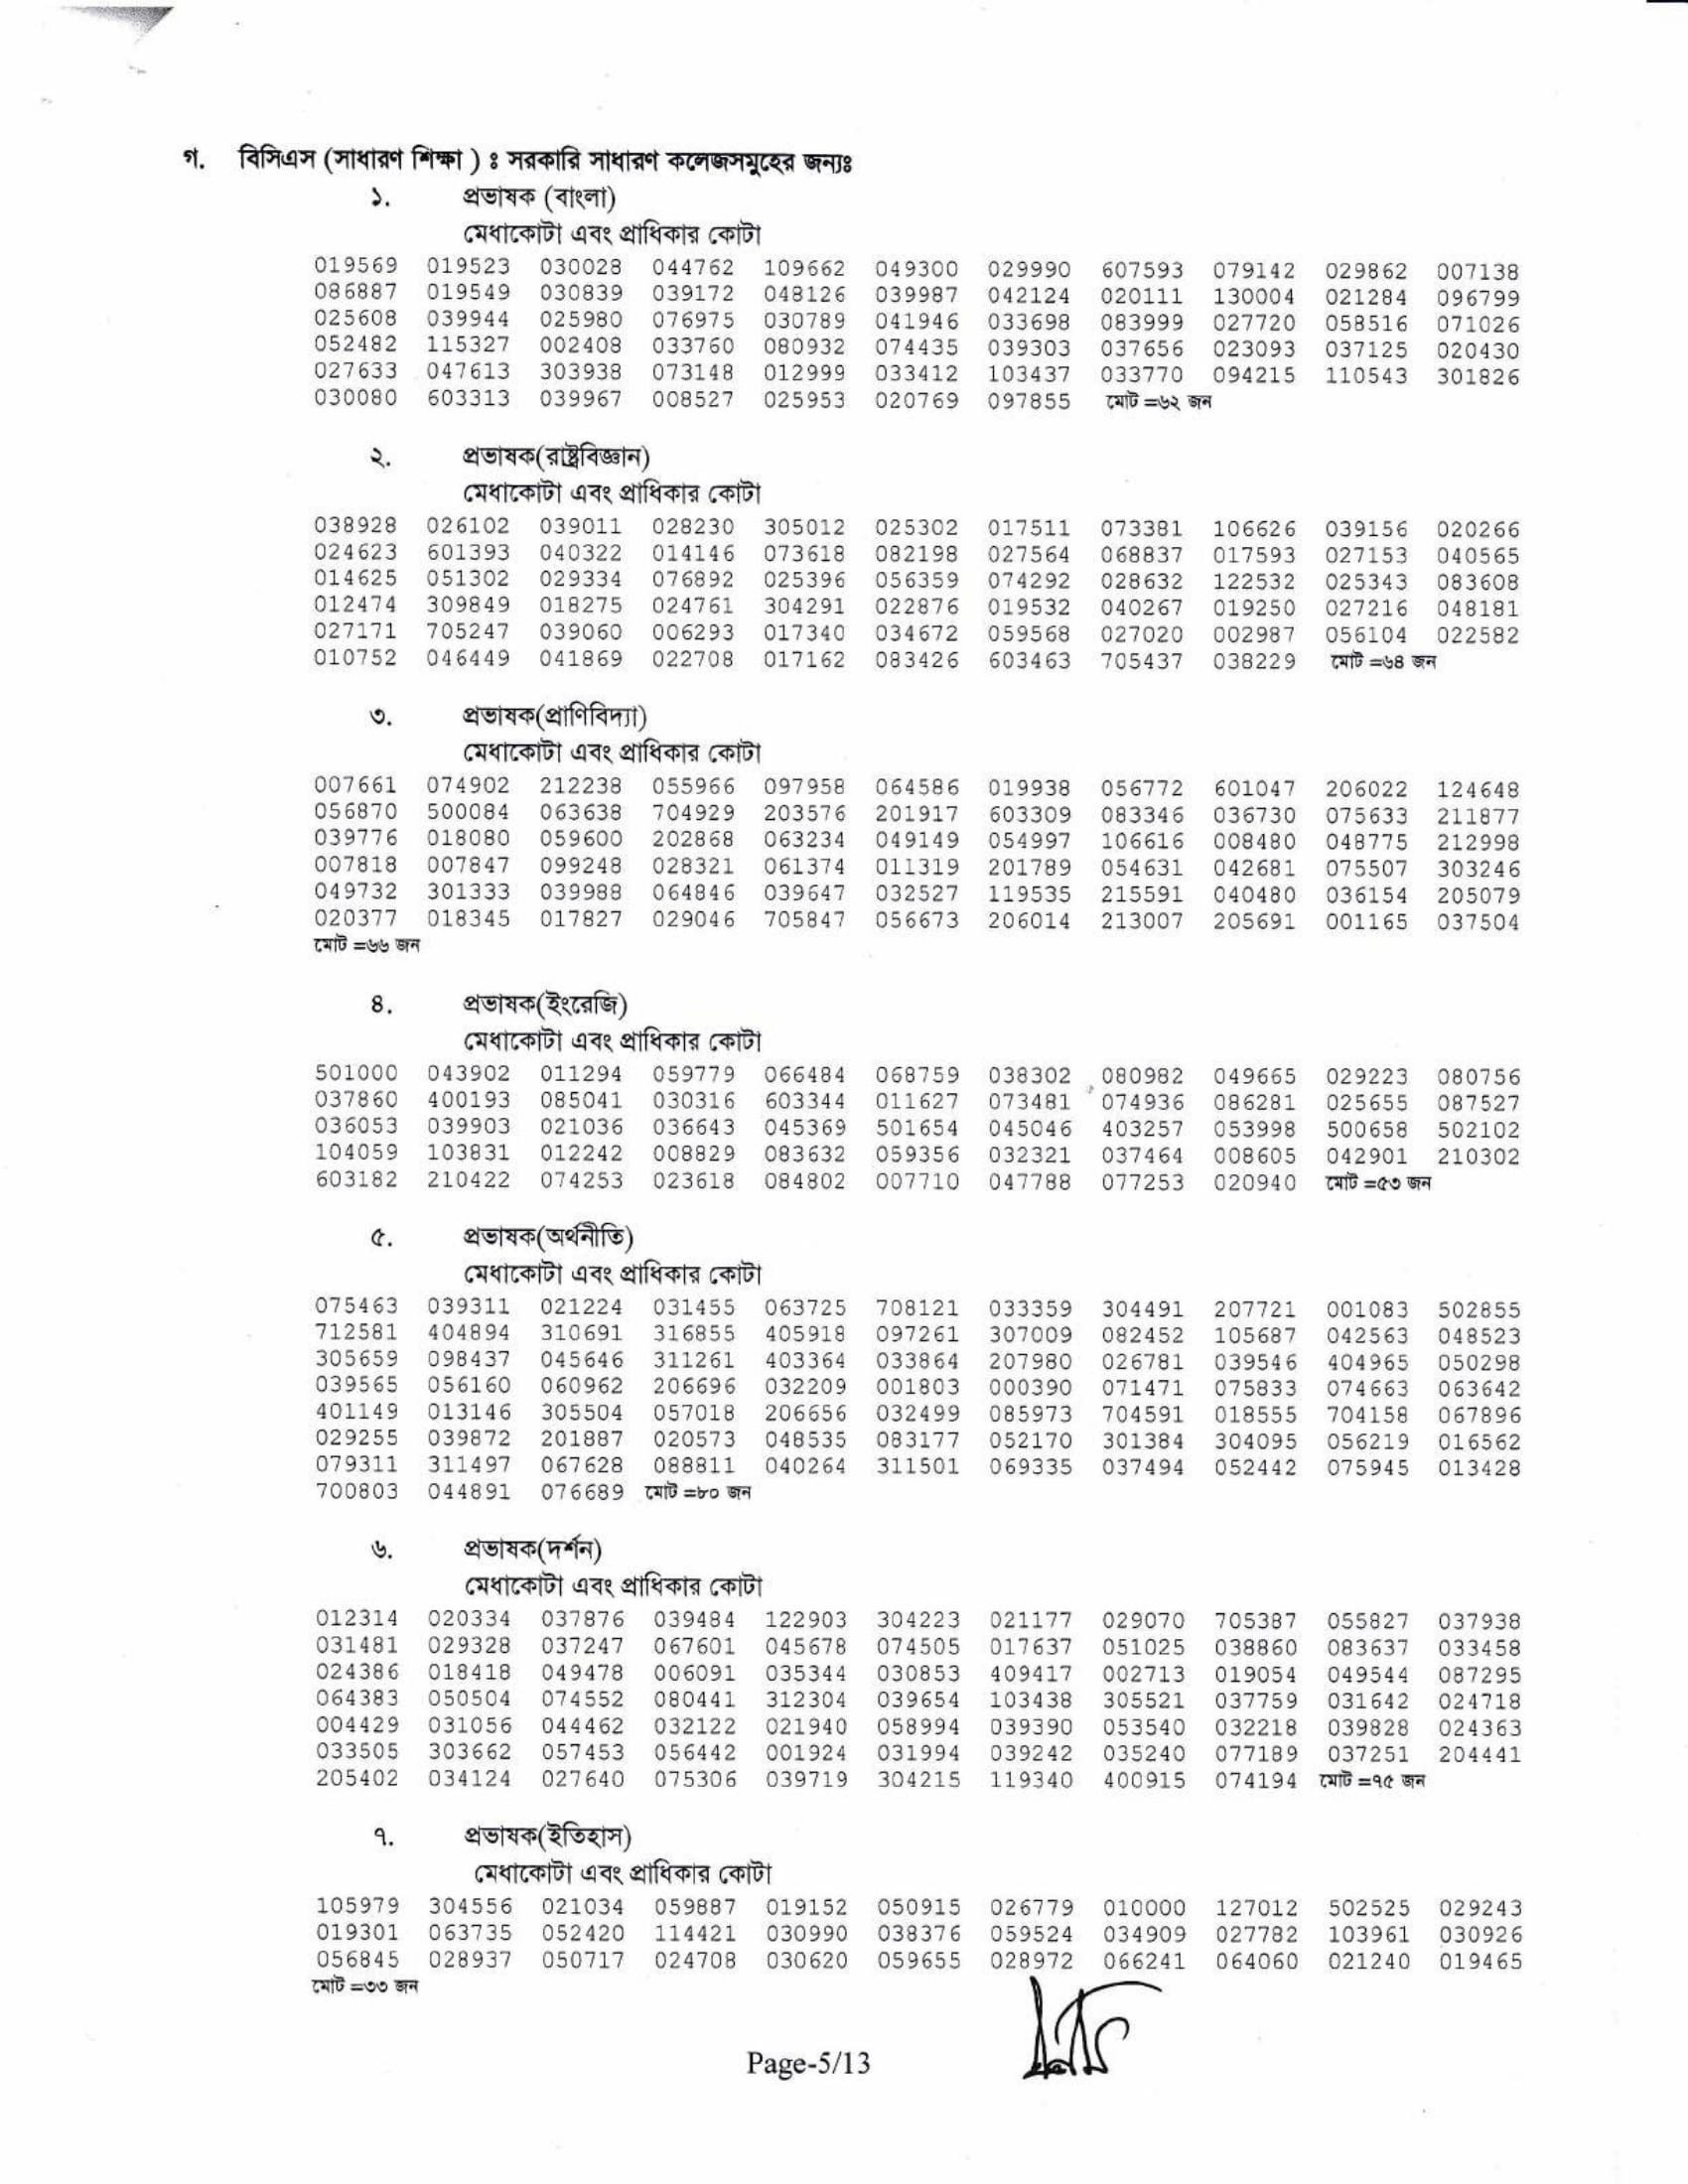 গ. বিসিএস (সাধারণ শিক্ষা ) ঃ সরকারি সাধারণ কলেজসমুহের জন্যঃ
১. প্রভাষক (বাংলা)
মেধাকোটা এবং প্রাধিকার কোটা
019569 019523 030028 044762 109662 049300 029990 607593 079142 029862 007138
086887 019549 030839 039172 048126 039987 042124 020111 130004 021284 096799
025608 039944 025980 076975 030789 041946 033698 083999 027720 058516 071026
052482 115327 002408 033760 080932 074435 039303 037656 023093 037125 020430
027633 047613 303938 073148 012999 033412 103437 033770 094215 110543 301826
030080 603313 039967 008527 025953 020769 097855 মোট =৬২ জন
২. প্রভাষক(রাষ্ট্রবিজ্ঞান)
মেধাকোটা এবং প্রাধিকার কোটা
038928 026102 039011 028230 305012 025302 017511 073381 106626 039156 020266
024623 601393 040322 014146 073618 082198 027564 068837 017593 027153 040565
014625 051302 029334 076892 025396 056359 074292 028632 122532 025343 083608
012474 309849 018275 024761 304291 022876 019532 040267 019250 027216 048181
027171 705247 039060 006293 017340 034672 059568 027020 002987 056104 022582
010752 046449 041869 022708 017162 083426 603463 705437 038229 মোট =৬৪ জন
৩. প্রভাষক(প্রাণিবিদ্যা)
মেধাকোটা এবং প্রাধিকার কোটা
007661 074902 212238 055966 097958 064586 019938 056772 601047 206022 124648
056870 500084 063638 704929 203576 201917 603309 083346 036730 075633 211877
039776 018080 059600 202868 063234 049149 054997 106616 008480 048775 212998
007818 007847 099248 028321 061374 011319 201789 054631 042681 075507 303246
049732 301333 039988 064846 039647 032527 119535 215591 040480 036154 205079
020377 018345 017827 029046 705847 056673 206014 213007 205691 001165 037504
মোট =৬৬ জন
৪. প্রভাষক(ইংরেজি)
মেধাকোটা এবং প্রাধিকার কোটা
501000 043902 011294 059779 066484 068759 038302 080982 049665 029223 080756
037860 400193 085041 030316 603344 011627 073481 074936 086281 025655 087527
036053 039903 021036 036643 045369 501654 045046 403257 053998 500658 502102
104059 103831 012242 008829 083632 059356 032321 037464 008605 042901 210302
603182 210422 074253 023618 084802 007710 047788 077253 020940 মোট =৫৩ জন
৫. প্রভাষক(অর্থনীতি)
মেধাকোটা এবং প্রাধিকার কোটা
075463 039311 021224 031455 063725 708121 033359 304491 207721 001083 502855
712581 404894 310691 316855 405918 097261 307009 082452 105687 042563 048523
305659 098437 045646 311261 403364 033864 207980 026781 039546 404965 050298
039565 056160 060962 206696 032209 001803 000390 071471 075833 074663 063642
401149 013146 305504 057018 206656 032499 085973 704591 018555 704158 067896
029255 039872 201887 020573 048535 083177 052170 301384 304095 056219 016562
079311 311497 067628 088811 040264 311501 069335 037494 052442 075945 013428
700803 044891 076689 মোট =৮০ জন
৬. প্রভাষক(দর্শন)
মেধাকোটা এবং প্রাধিকার কোটা
012314 020334 037876 039484 122903 304223 021177 029070 705387 055827 037938
031481 029328 037247 067601 045678 074505 017637 051025 038860 083637 033458
024386 018418 049478 006091 035344 030853 409417 002713 019054 049544 087295
064383 050504 074552 080441 312304 039654 103438 305521 037759 031642 024718
004429 031056 044462 032122 021940 058994 039390 053540 032218 039828 024363
033505 303662 057453 056442 001924 031994 039242 035240 077189 037251 204441
205402 034124 027640 075306 039719 304215 119340 400915 074194 মোট =৭৫ জন
৭. প্রভাষক(ইতিহাস)
মেধাকোটা এবং প্রাধিকার কোটা
105979 304556 021034 059887 019152 050915 026779 010000 127012 502525 029243
019301 063735 052420 114421 030990 038376 059524 034909 027782 103961 030926
056845 028937 050717 024708 030620 059655 028972 066241 064060 021240 019465
মোট =৩৩ জন
Page-5/13